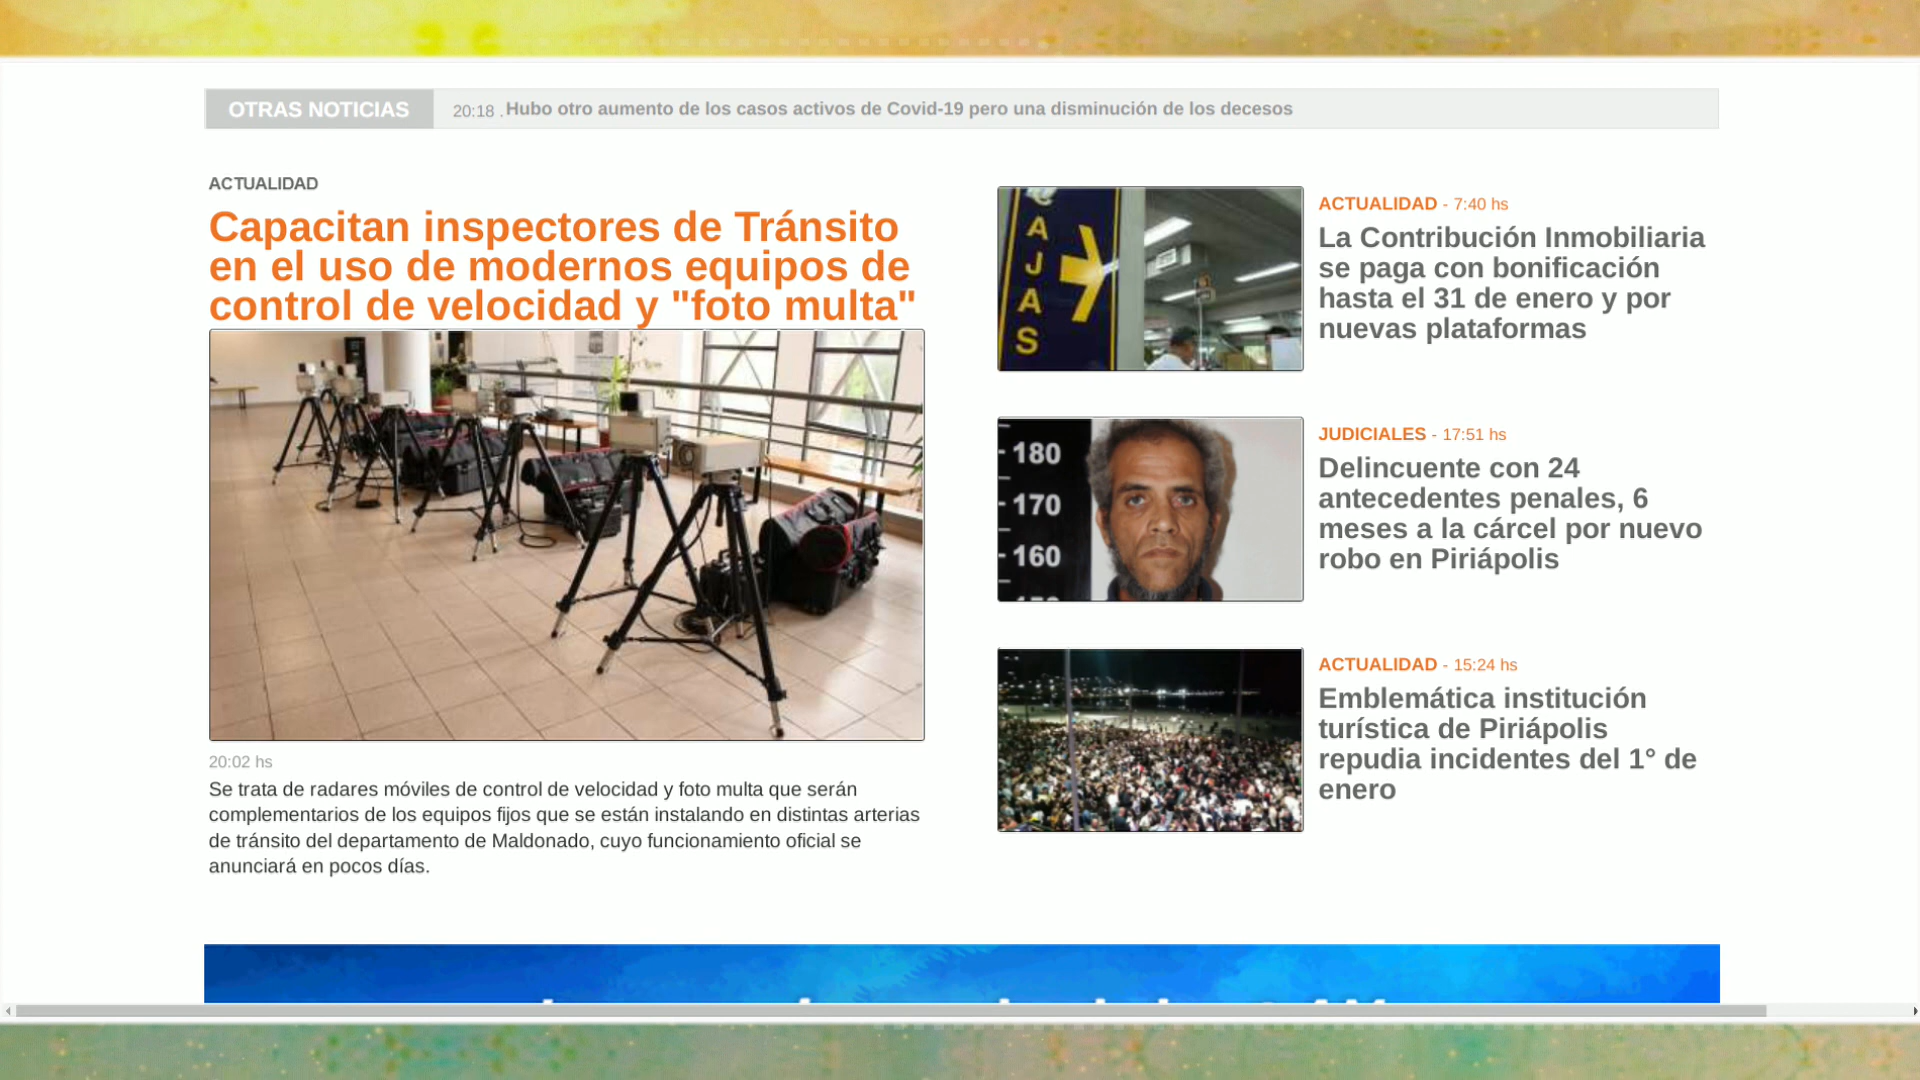 OTRAS NOTICIAS
20:18 . Hubo otro aumento de los casos activos de Covid-19 pero una disminución de los decesos
ACTUALIDAD
Capacitan inspectores de Tránsito
en el uso de modernos equipos de
control de velocidad y "foto multa"
20:02 hs
Se trata de radares móviles de control de velocidad y foto multa que serán
complementarios de los equipos fijos que se están instalando en distintas arterias
de tránsito del departamento de Maldonado, cuyo funcionamiento oficial se
anunciará en pocos días.
CAJAS
ACTUALIDAD - 7:40 hs
La Contribución Inmobiliaria
se paga con bonificación
hasta el 31 de enero y por
nuevas plataformas
180
170
160
JUDICIALES - 17:51 hs
Delincuente con 24
antecedentes penales, 6
meses a la cárcel por nuevo
robo en Piriápolis
ACTUALIDAD - 15:24 hs
Emblemática institución
turística de Piriápolis
repudia incidentes del 1° de
enero